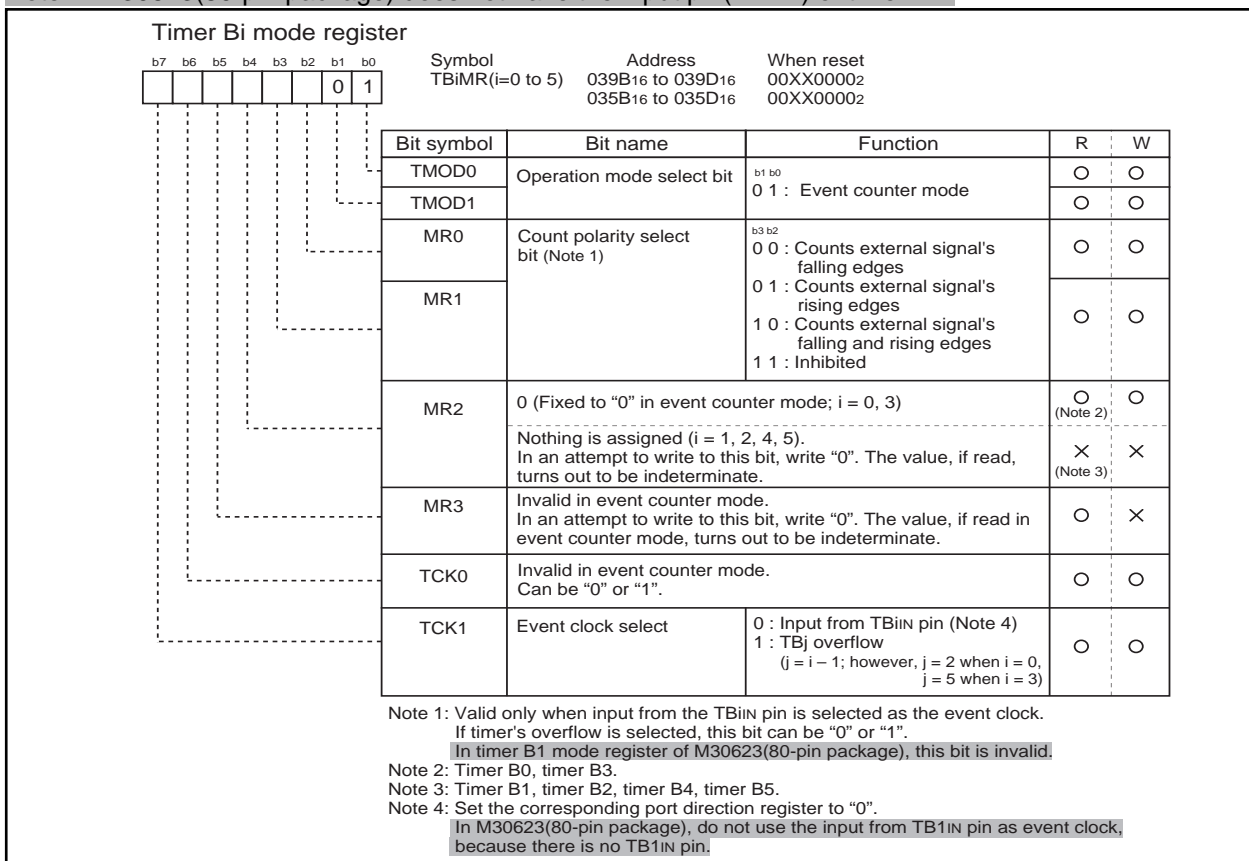 Timer Bi mode register
b7 b6 b5 b4 b3 b2 b1 b0
0 1
Symbol Address When reset
TBiMR(i=0 to 5) 039B16 to 039D16 00XX00002
035B16 to 035D16 00XX00002
Bit symbol Bit name Function R W
TMOD0 Operation mode select bit b1 b0
0 1 : Event counter mode
TMOD1
MR0 Count polarity select
bit (Note 1)
b3 b2
0 0 : Counts external signal's
falling edges
0 1 : Counts external signal's
rising edges
MR1
1 0 : Counts external signal's
falling and rising edges
1 1 : Inhibited
MR2 0 (Fixed to “0” in event counter mode; i = 0, 3)
(Note 2)
Nothing is assigned (i = 1, 2, 4, 5).
In an attempt to write to this bit, write “0”. The value, if read,
turns out to be indeterminate.
(Note 3)
MR3 Invalid in event counter mode.
In an attempt to write to this bit, write “0”. The value, if read in
event counter mode, turns out to be indeterminate.
TCK0 Invalid in event counter mode.
Can be “0” or “1”.
TCK1 Event clock select 0 : Input from TBiIN pin (Note 4)
1 : TBj overflow
(j = i – 1; however, j = 2 when i = 0,
j = 5 when i = 3)
Note 1: Valid only when input from the TBiIN pin is selected as the event clock.
If timer's overflow is selected, this bit can be “0” or “1”.
In timer B1 mode register of M30623(80-pin package), this bit is invalid.
Note 2: Timer B0, timer B3.
Note 3: Timer B1, timer B2, timer B4, timer B5.
Note 4: Set the corresponding port direction register to “0”.
In M30623(80-pin package), do not use the input from TB1IN pin as event clock,
because there is no TB1IN pin.